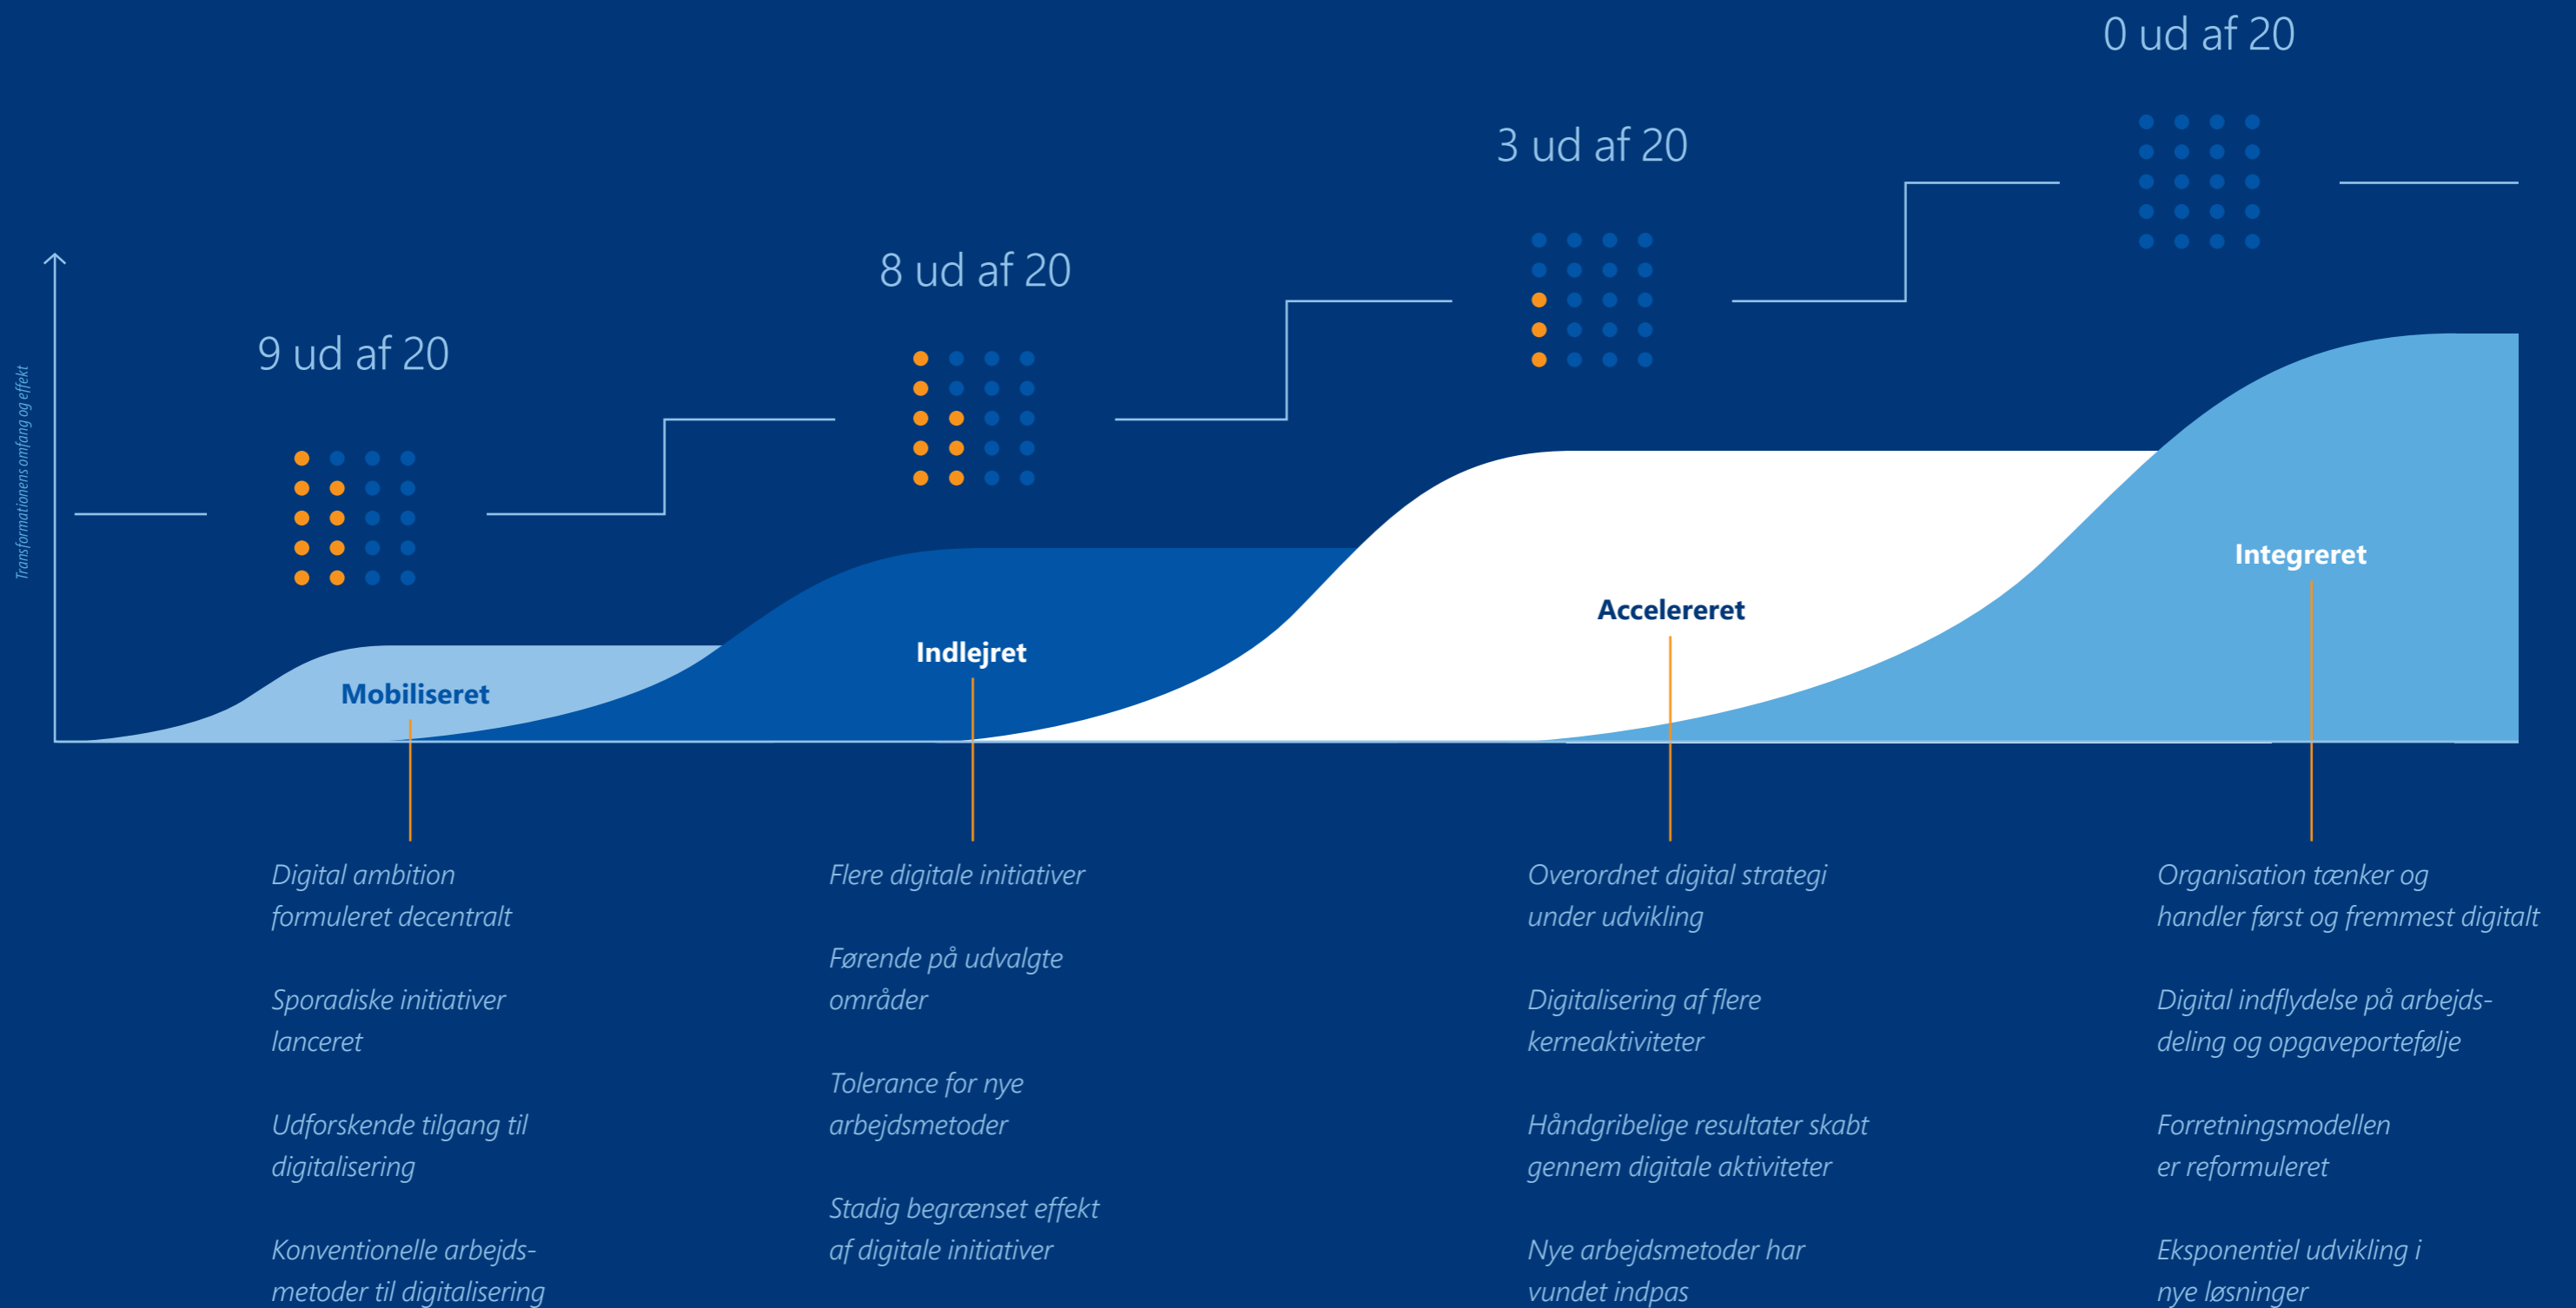 0 ud af 20
3 ud af 20
8 ud af 20
9 ud af 20
Transformationens omfang og effekt
Mobiliseret
Indlejret
Accelereret
Integreret
Digital ambition
formuleret decentralt
Sporadiske initiativer
lanceret
Udforskende tilgang til
digitalisering
Konventionelle arbejds-
metoder til digitalisering
Flere digitale initiativer
Førende på udvalgte
områder
Tolerance for nye
arbejdsmetoder
Stadig begrænset effekt
af digitale initiativer
Overordnet digital strategi
under udvikling
Digitalisering af flere
kerneaktiviteter
Håndgribelige resultater skabt
gennem digitale aktiviteter
Nye arbejdsmetoder har
vundet indpas
Organisation tænker og
handler først og fremmest digitalt
Digital indflydelse på arbejds-
deling og opgaveportefølje
Forretningsmodellen
er reformuleret
Eksponentiel udvikling i
nye løsninger